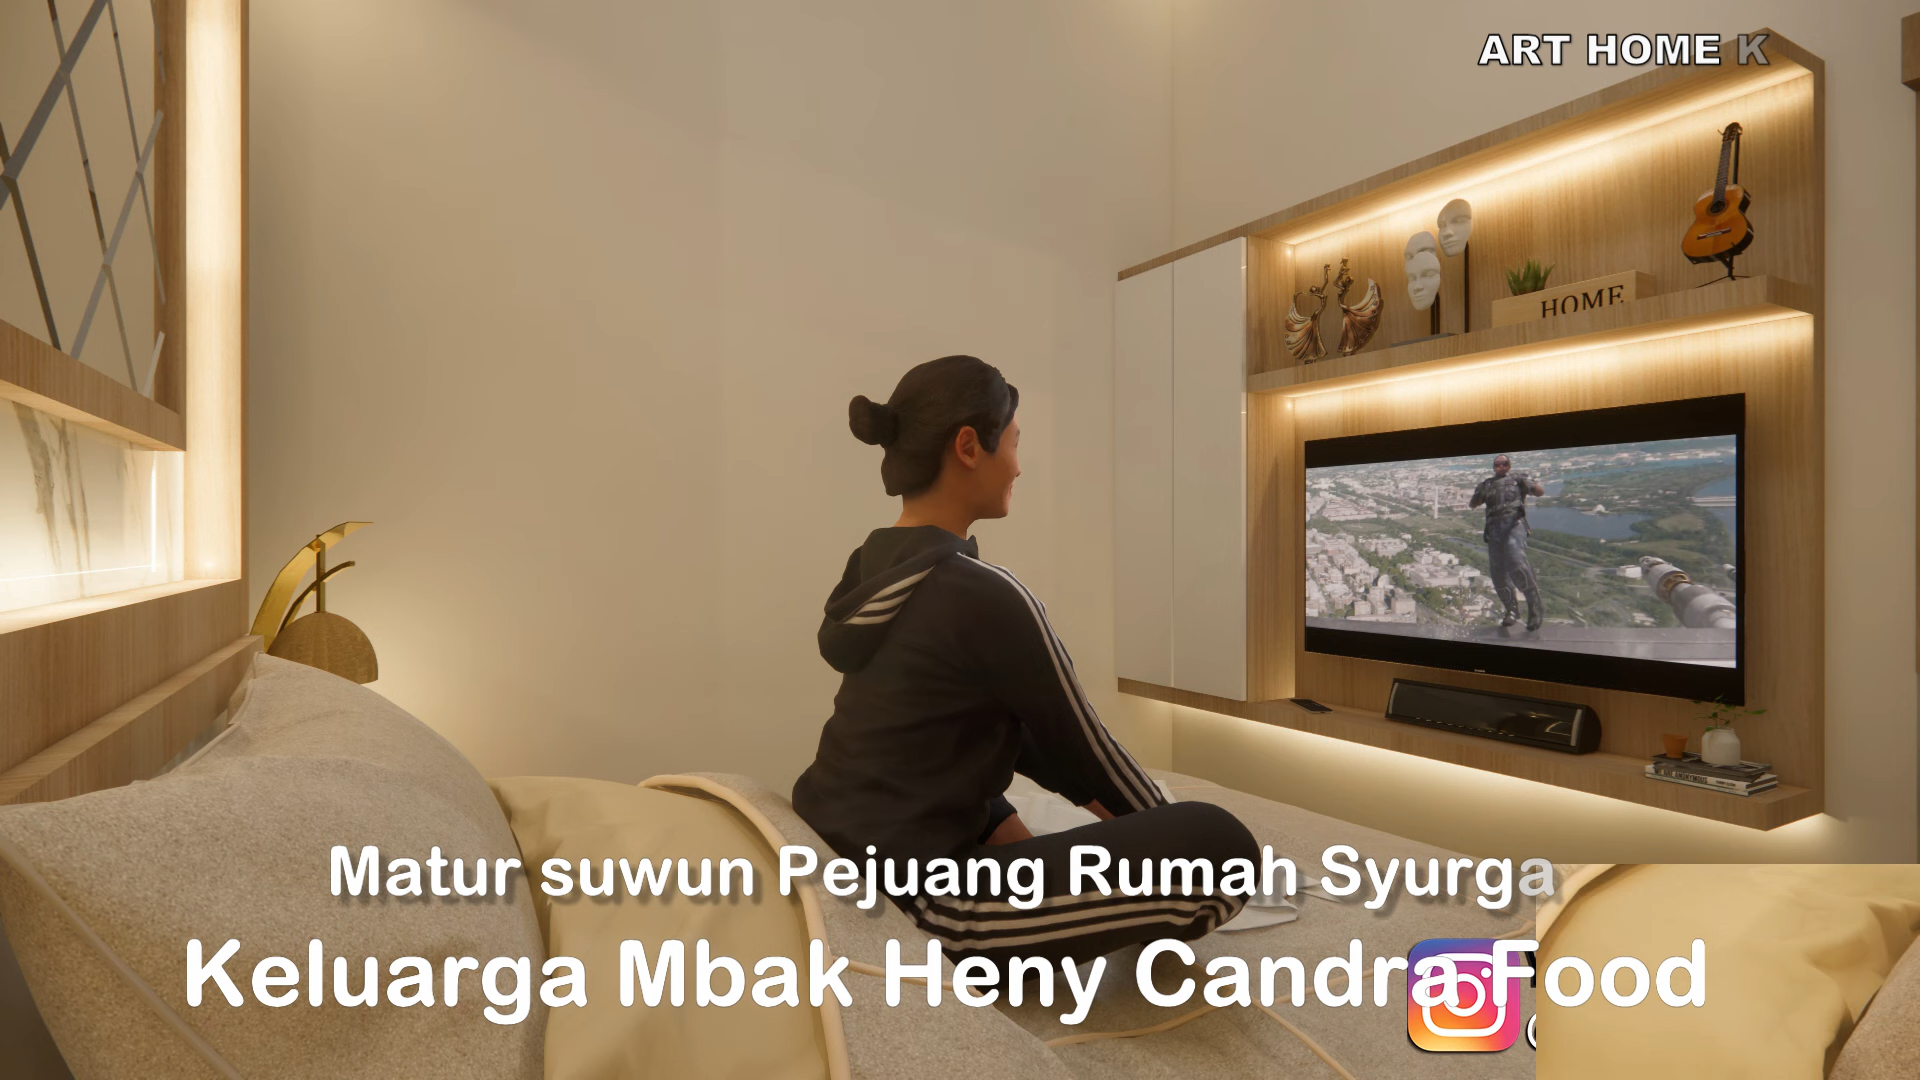 ART HOME K
HOME
Matur suwun Pejuang Rumah Syurga
Keluarga Mbak Heny Candra Food